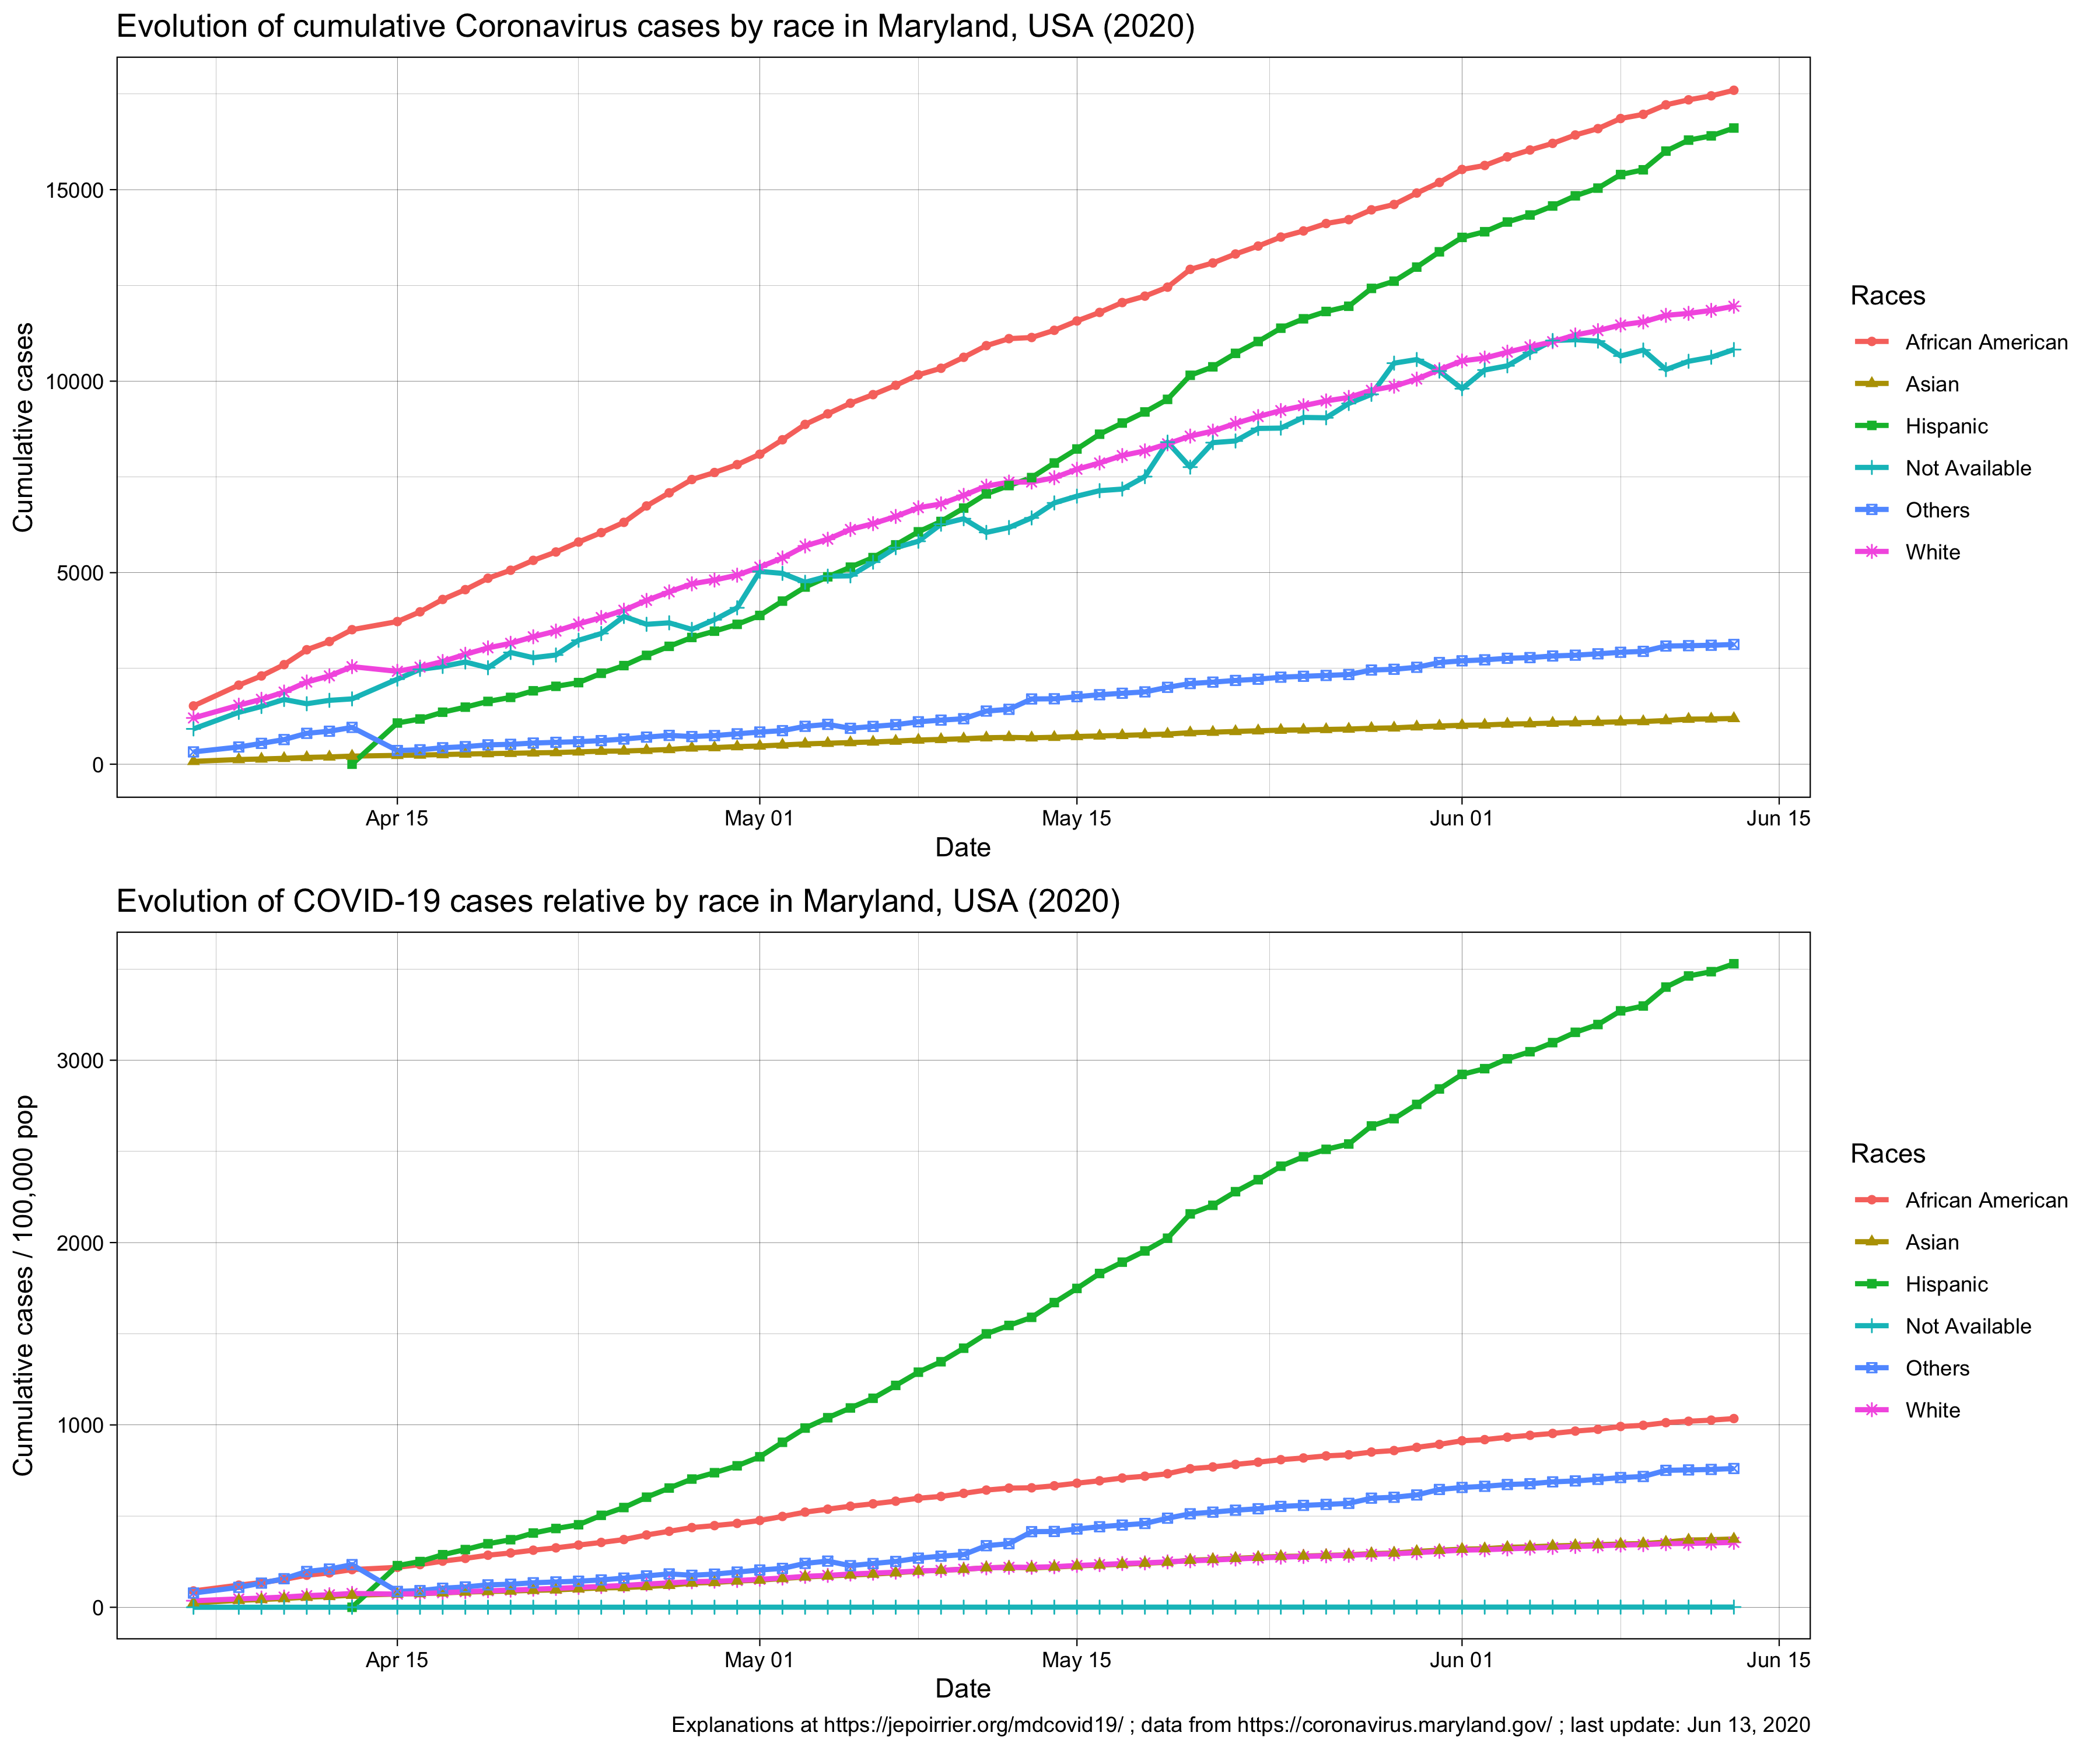 Evolution of cumulative Coronavirus cases by race in Maryland, USA (2020)
Cumulative cases
15000
10000
5000
0
Apr 15
May 01
May 15
Jun 01
Jun 15
Date
Races
African American
Asian
Hispanic
Not Available
Others
White
Evolution of COVID-19 cases relative by race in Maryland, USA (2020)
Cumulative cases / 100,000 pop
3000
2000
1000
0
Apr 15
May 01
May 15
Jun 01
Jun 15
Date
Races
African American
Asian
Hispanic
Not Available
Others
White
Explanations at https://jepoirrier.org/mdcovid19/ ; data from https://coronavirus.maryland.gov/ ; last update: Jun 13, 2020